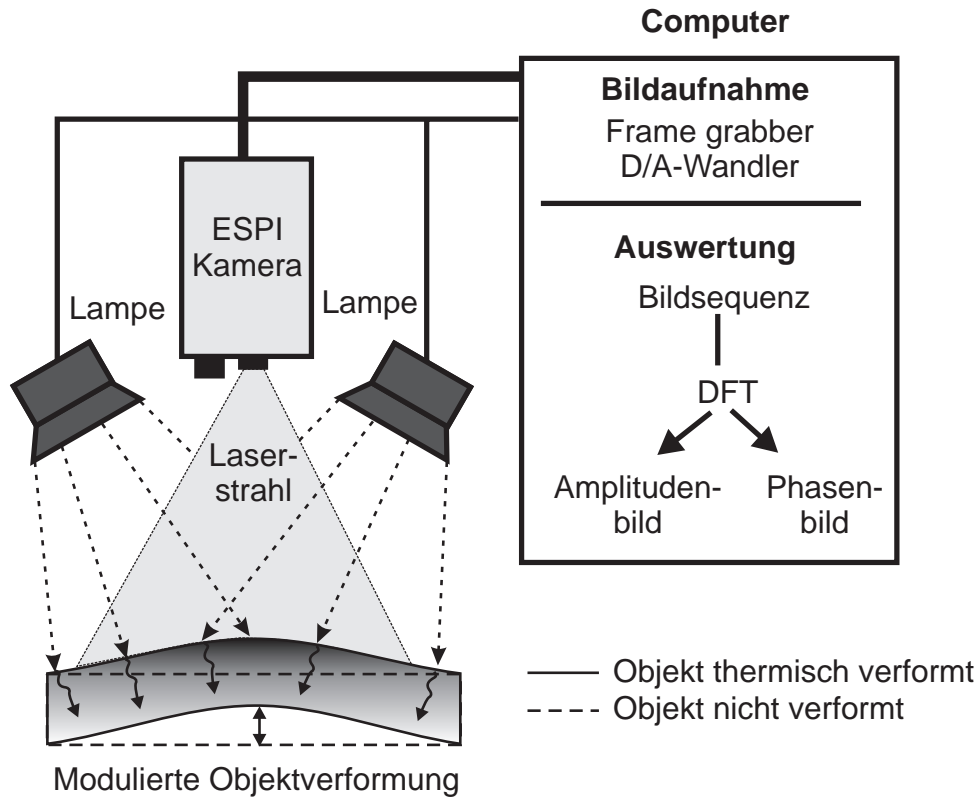 Computer
Bildaufnahme
Frame grabber
D/A-Wandler
Auswertung
Bildsequenz
DFT
Amplituden-
bild
Phasen-
bild
ESPI
Kamera
Lampe
Lampe
Laser-
strahl
Objekt thermisch verformt
Objekt nicht verformt
Modulierte Objektverformung